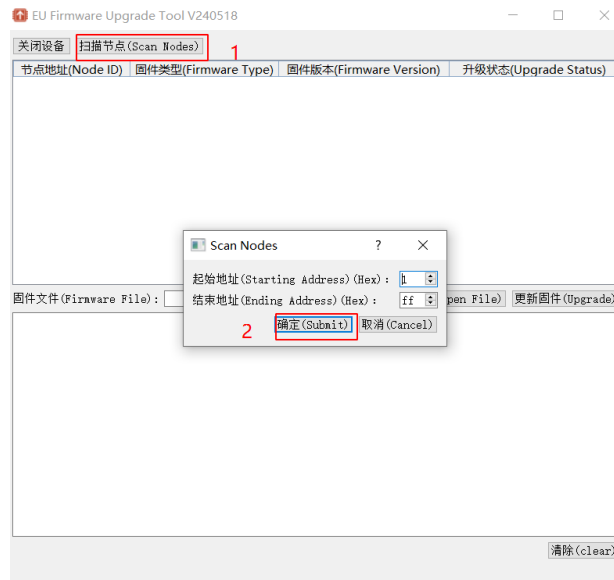 EU Firmware Upgrade Tool V240518
关闭设备 扫描节点(Scan Nodes) 1
节点地址(Node ID) 固件类型(Firmware Type) 固件版本(Firmware Version) 升级状态(Upgrade Status)
Scan Nodes ?
起始地址(Starting Address)(Hex): 1
结束地址(Ending Address)(Hex): ff
固件文件(Firmware File): pen File) 更新固件(Upgrade)
2 确定(Submit) 取消(Cancel)
清除(clear)